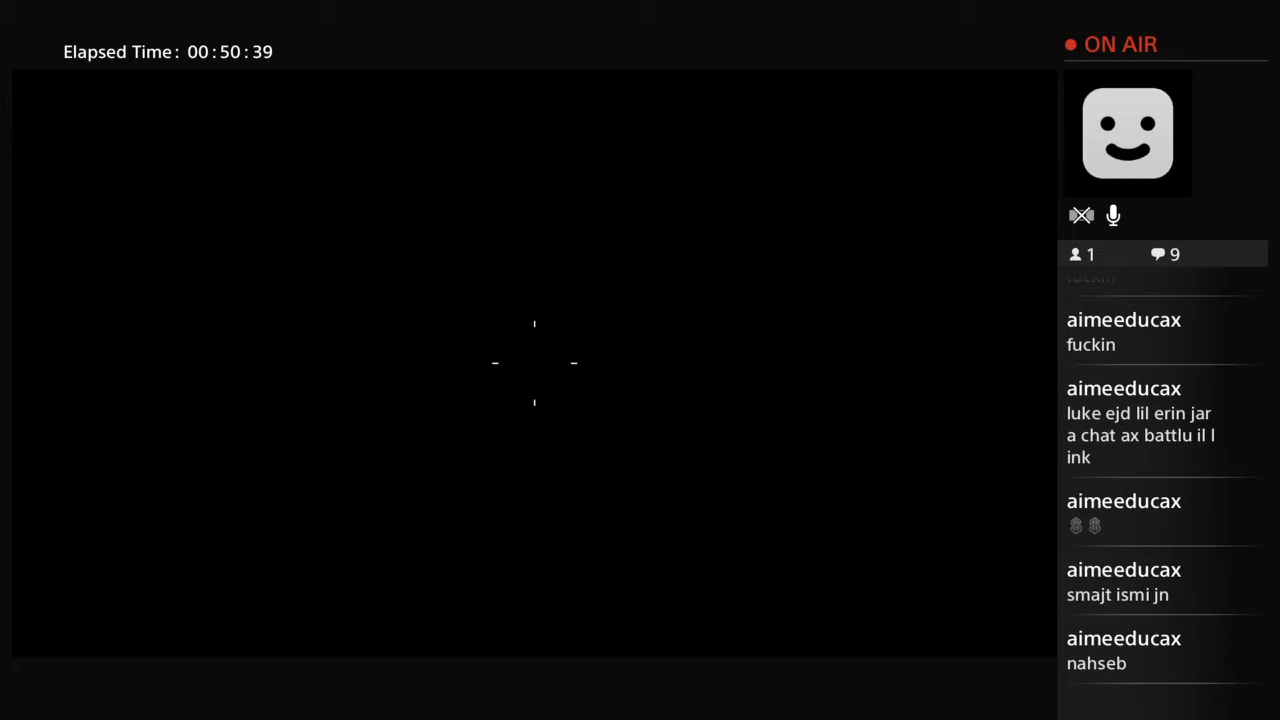 Elapsed Time: 00:50:39
ON AIR
1 9
fuckin
aimeeducax
fuckin
aimeeducax
luke ejd lil erin jar
a chat ax battlu il l
ink
aimeeducax
aimeeducax
smajt ismi jn
aimeeducax
nahseb